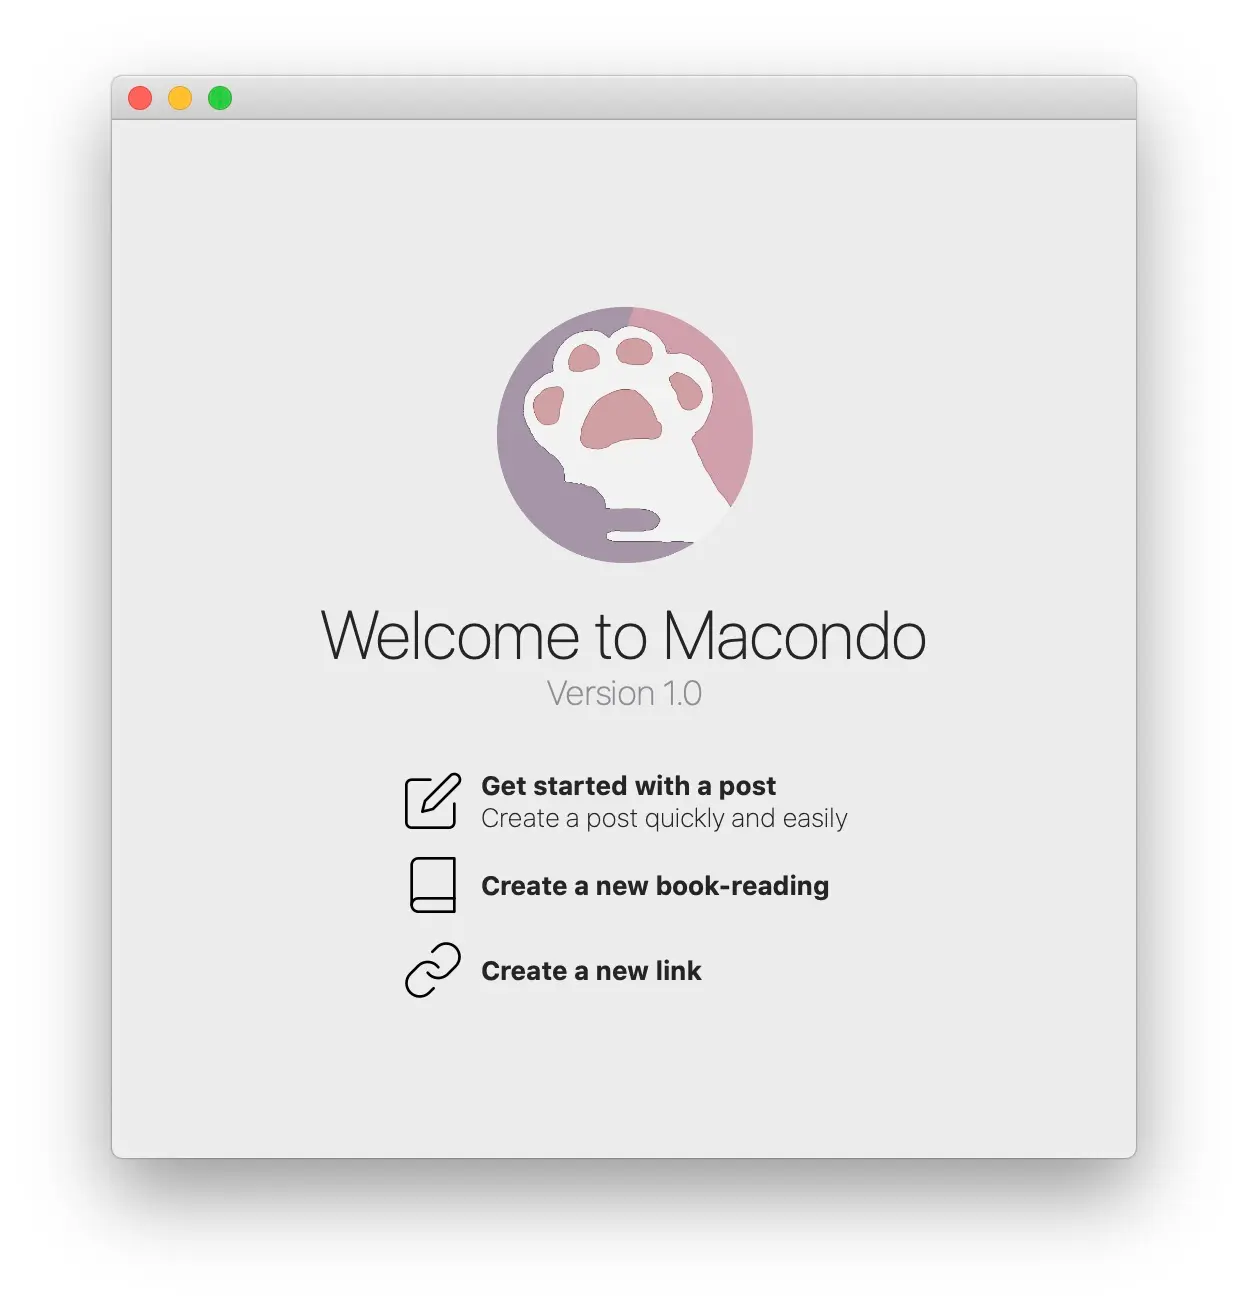 Welcome to Macondo
Version 1.0
Get started with a post
Create a post quickly and easily
Create a new book-reading
Create a new link